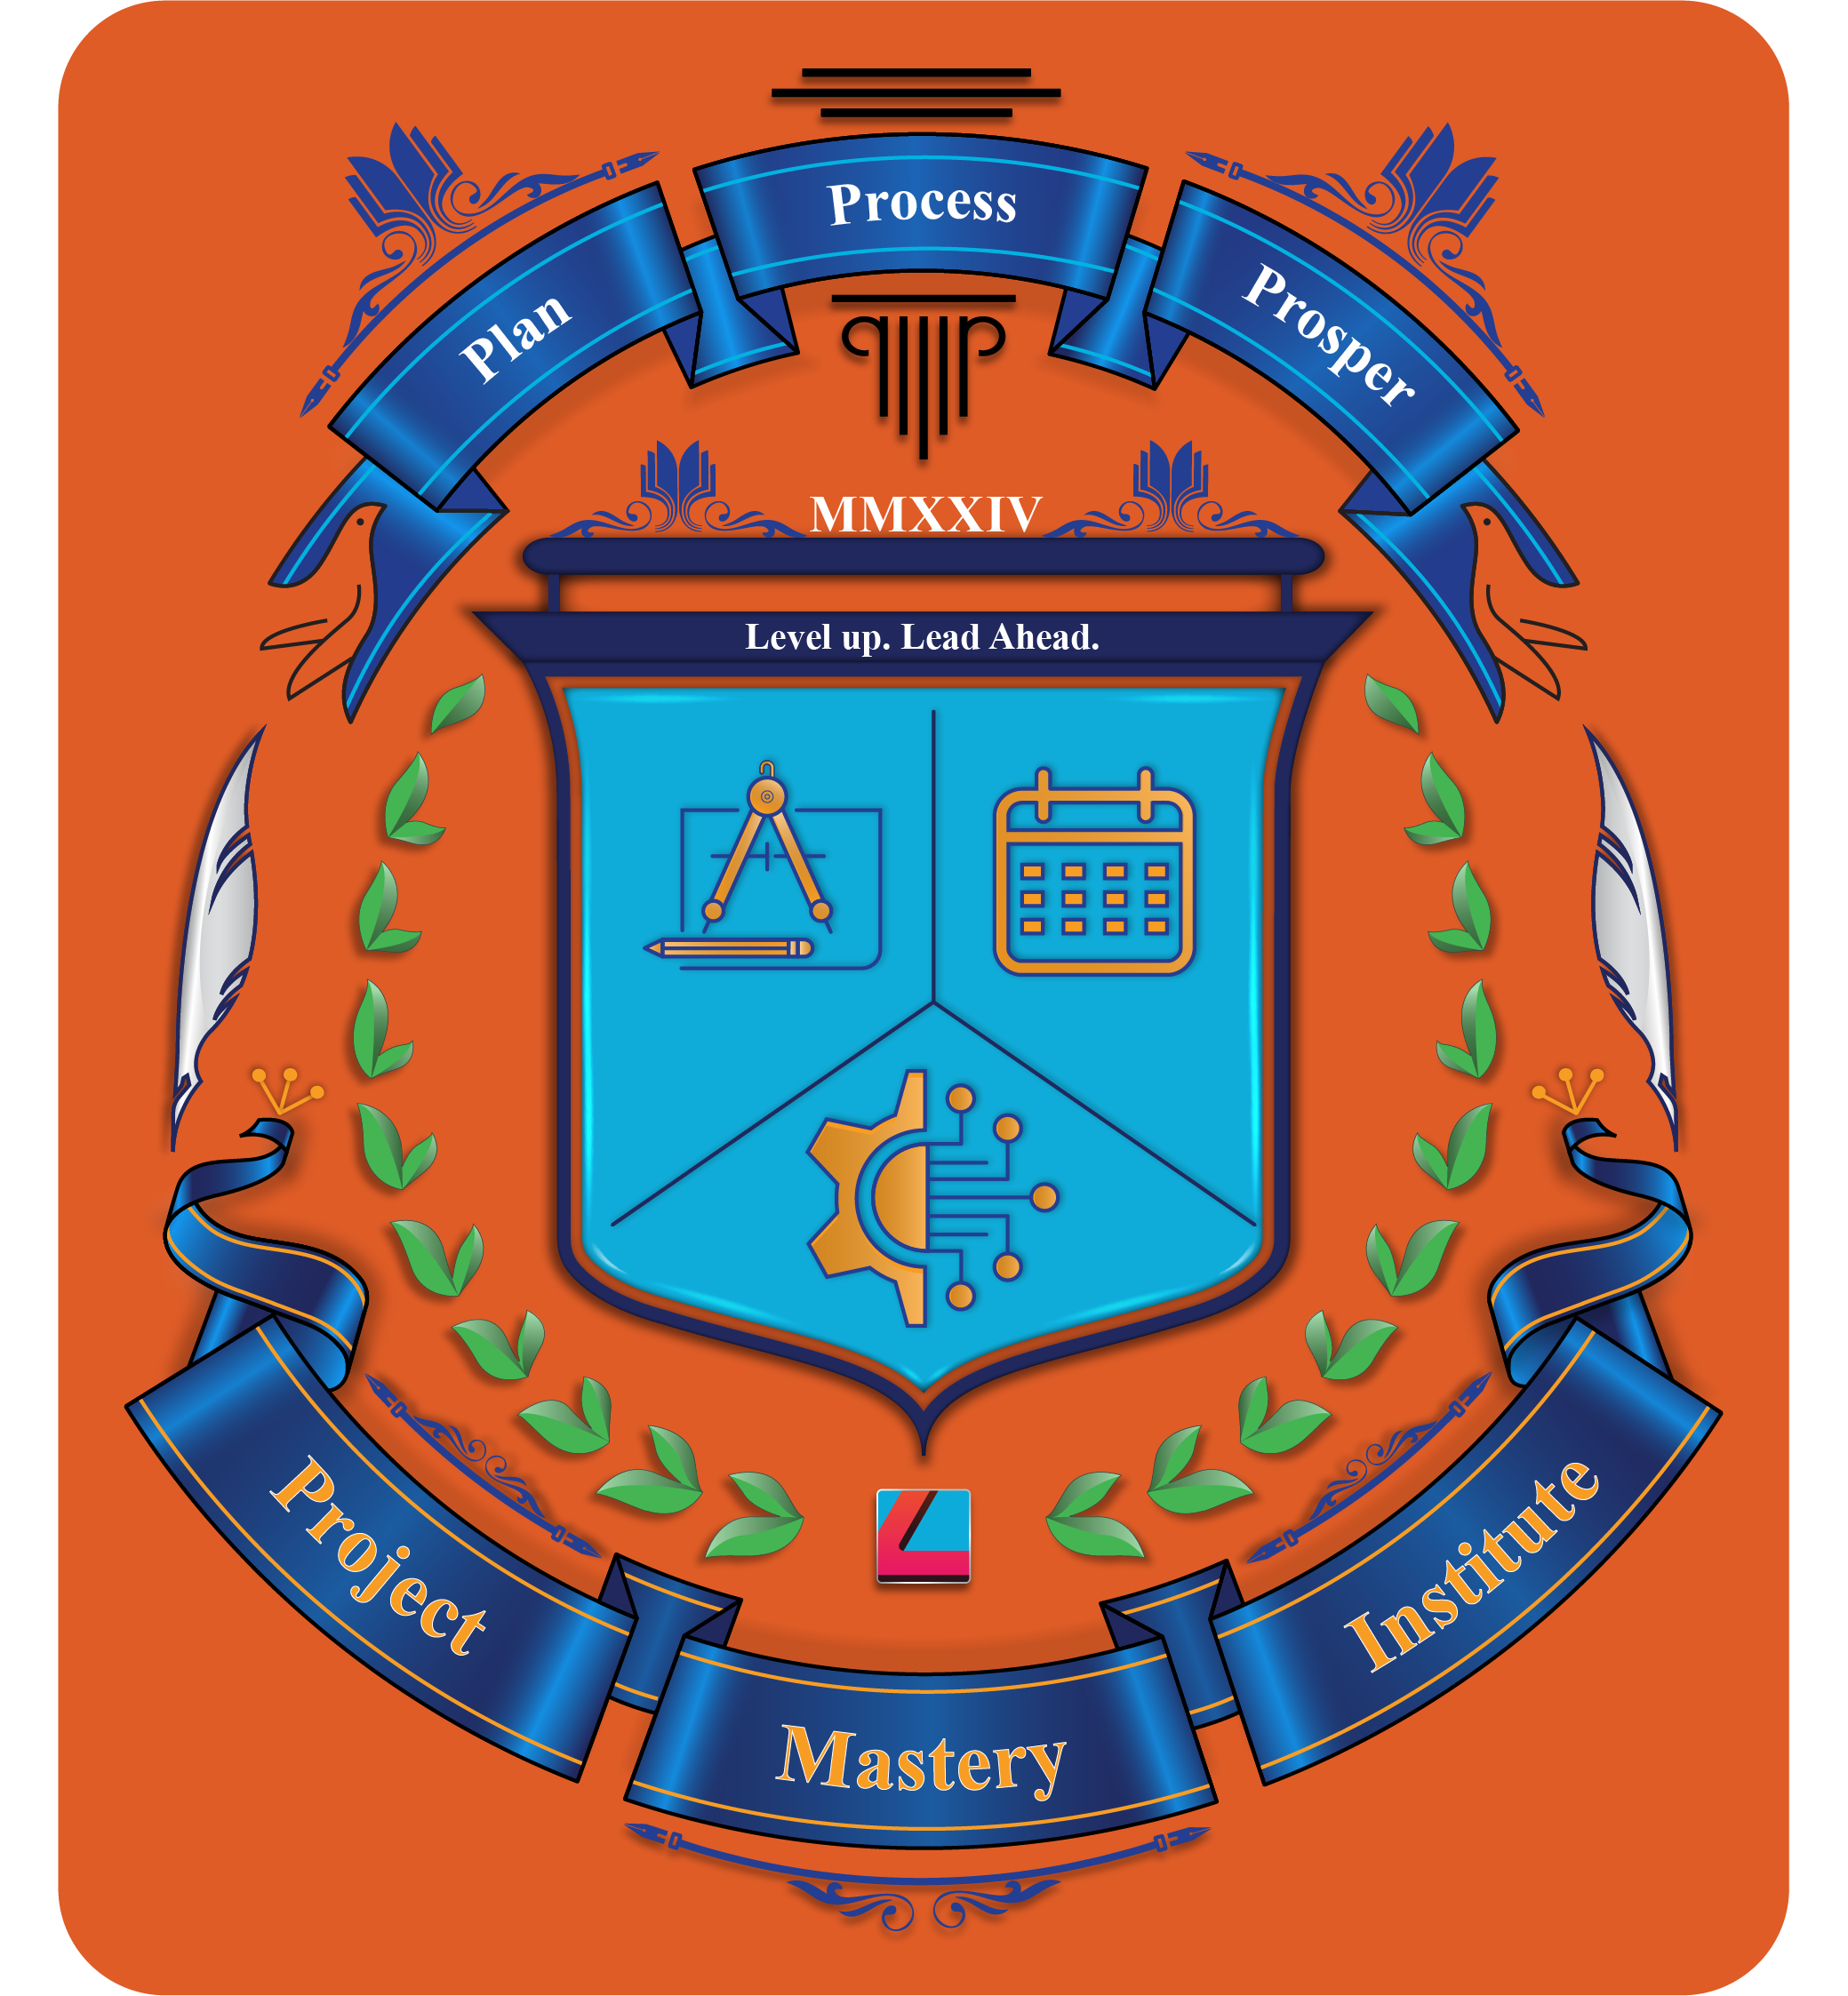 Plan
Process
Prosper
MMXXIV
Level up. Lead Ahead.
Project
Mastery
Institute